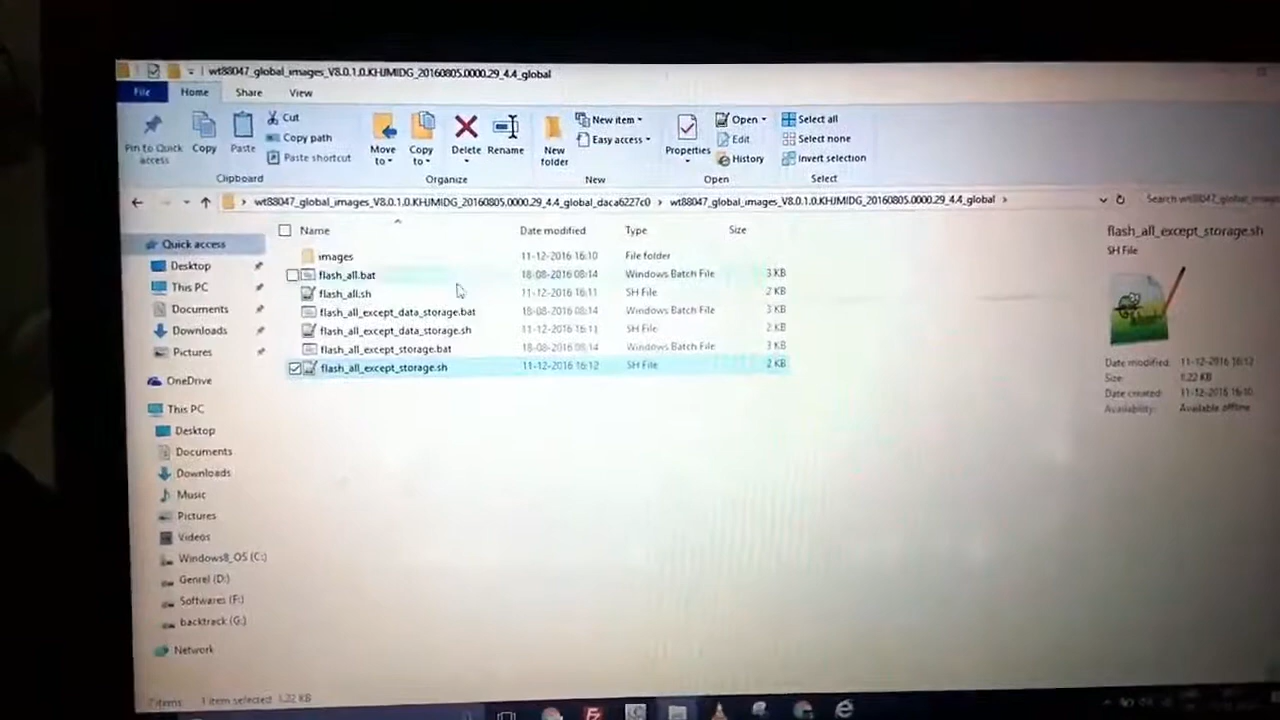 wt88047_global_images_V8.0.1.0.KHJMIDG_20160805.0000.29_4.4_global
File Home Share View
Pin to Quick access
Copy
Paste
Cut
Copy path
Paste shortcut
Clipboard
Move to
Copy to
Delete
Rename
Organize
New folder
New item
Easy access
New
Properties
Open
Edit
History
Open
Select all
Select none
Invert selection
Select
wt88047_global_images_V8.0.1.0.KHJMIDG_20160805.0000.29_4.4_global_daca6227c0 > wt88047_global_images_V8.0.1.0.KHJMIDG_20160805.0000.29_4.4_global >
Quick access
Desktop
This PC
Documents
Downloads
Pictures
OneDrive
This PC
Desktop
Documents
Downloads
Music
Pictures
Videos
Windows8_OS (C:)
Genrel (D:)
Softwares (F:)
backtrack (G:)
Network
Name Date modified Type Size
images 11-12-2016 16:10 File folder
flash_all.bat 18-08-2016 08:14 Windows Batch File 3 KB
flash_all.sh 11-12-2016 16:11 SH File 2 KB
flash_all_except_data_storage.bat 18-08-2016 08:14 Windows Batch File 3 KB
flash_all_except_data_storage.sh 11-12-2016 16:11 SH File 2 KB
flash_all_except_storage.bat 18-08-2016 08:14 Windows Batch File 3 KB
flash_all_except_storage.sh 11-12-2016 16:12 SH File 2 KB
flash_all_except_storage.sh
SH File
Date modified: 11-12-2016 16:12
Size: 1.22 KB
Date created: 11-12-2016 16:10
Availability: Available offline
7 items 1 item selected 1.22 KB